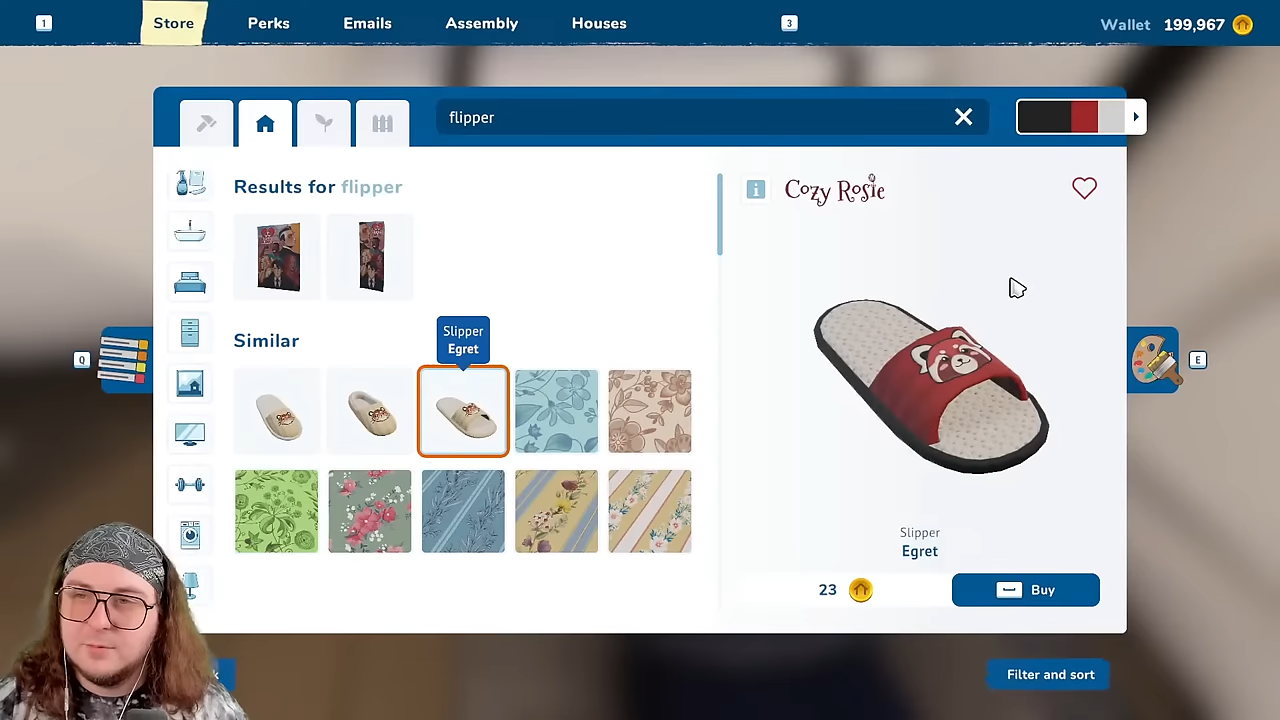 1
Store
Perks
Emails
Assembly
Houses
3
Wallet 199,967
flipper
Results for flipper
Cozy Rosie
Similar
Slipper
Egret
Q
E
Slipper
Egret
23
Buy
Filter and sort